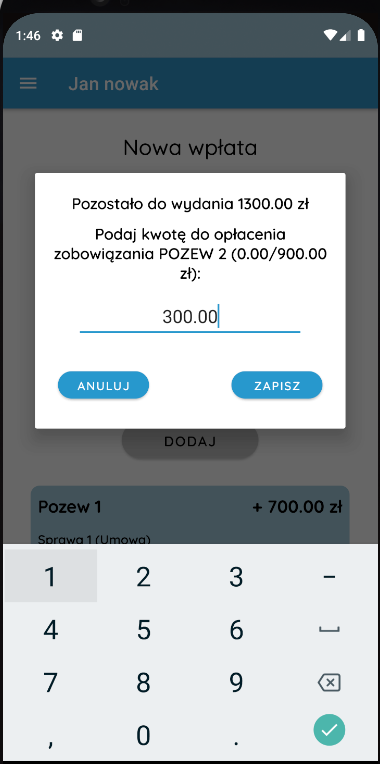 1:46
Jan nowak
Nowa wpłata
Pozostało do wydania 1300.00 zł
Podaj kwotę do opłacenia
zobowiązania POZEW 2 (0.00/900.00
zł):
300.00
ANULUJ ZAPISZ
DODAJ
Pozew 1 + 700.00 zł
Sprawa 1 (Umowa)
1 2 3 -
4 5 6
7 8 9
, 0 .